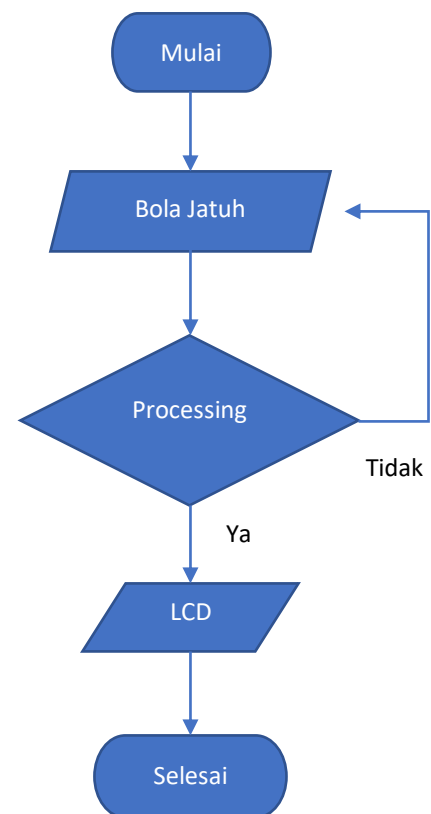 Mulai
Bola Jatuh
Processing
Tidak
Ya
LCD
Selesai